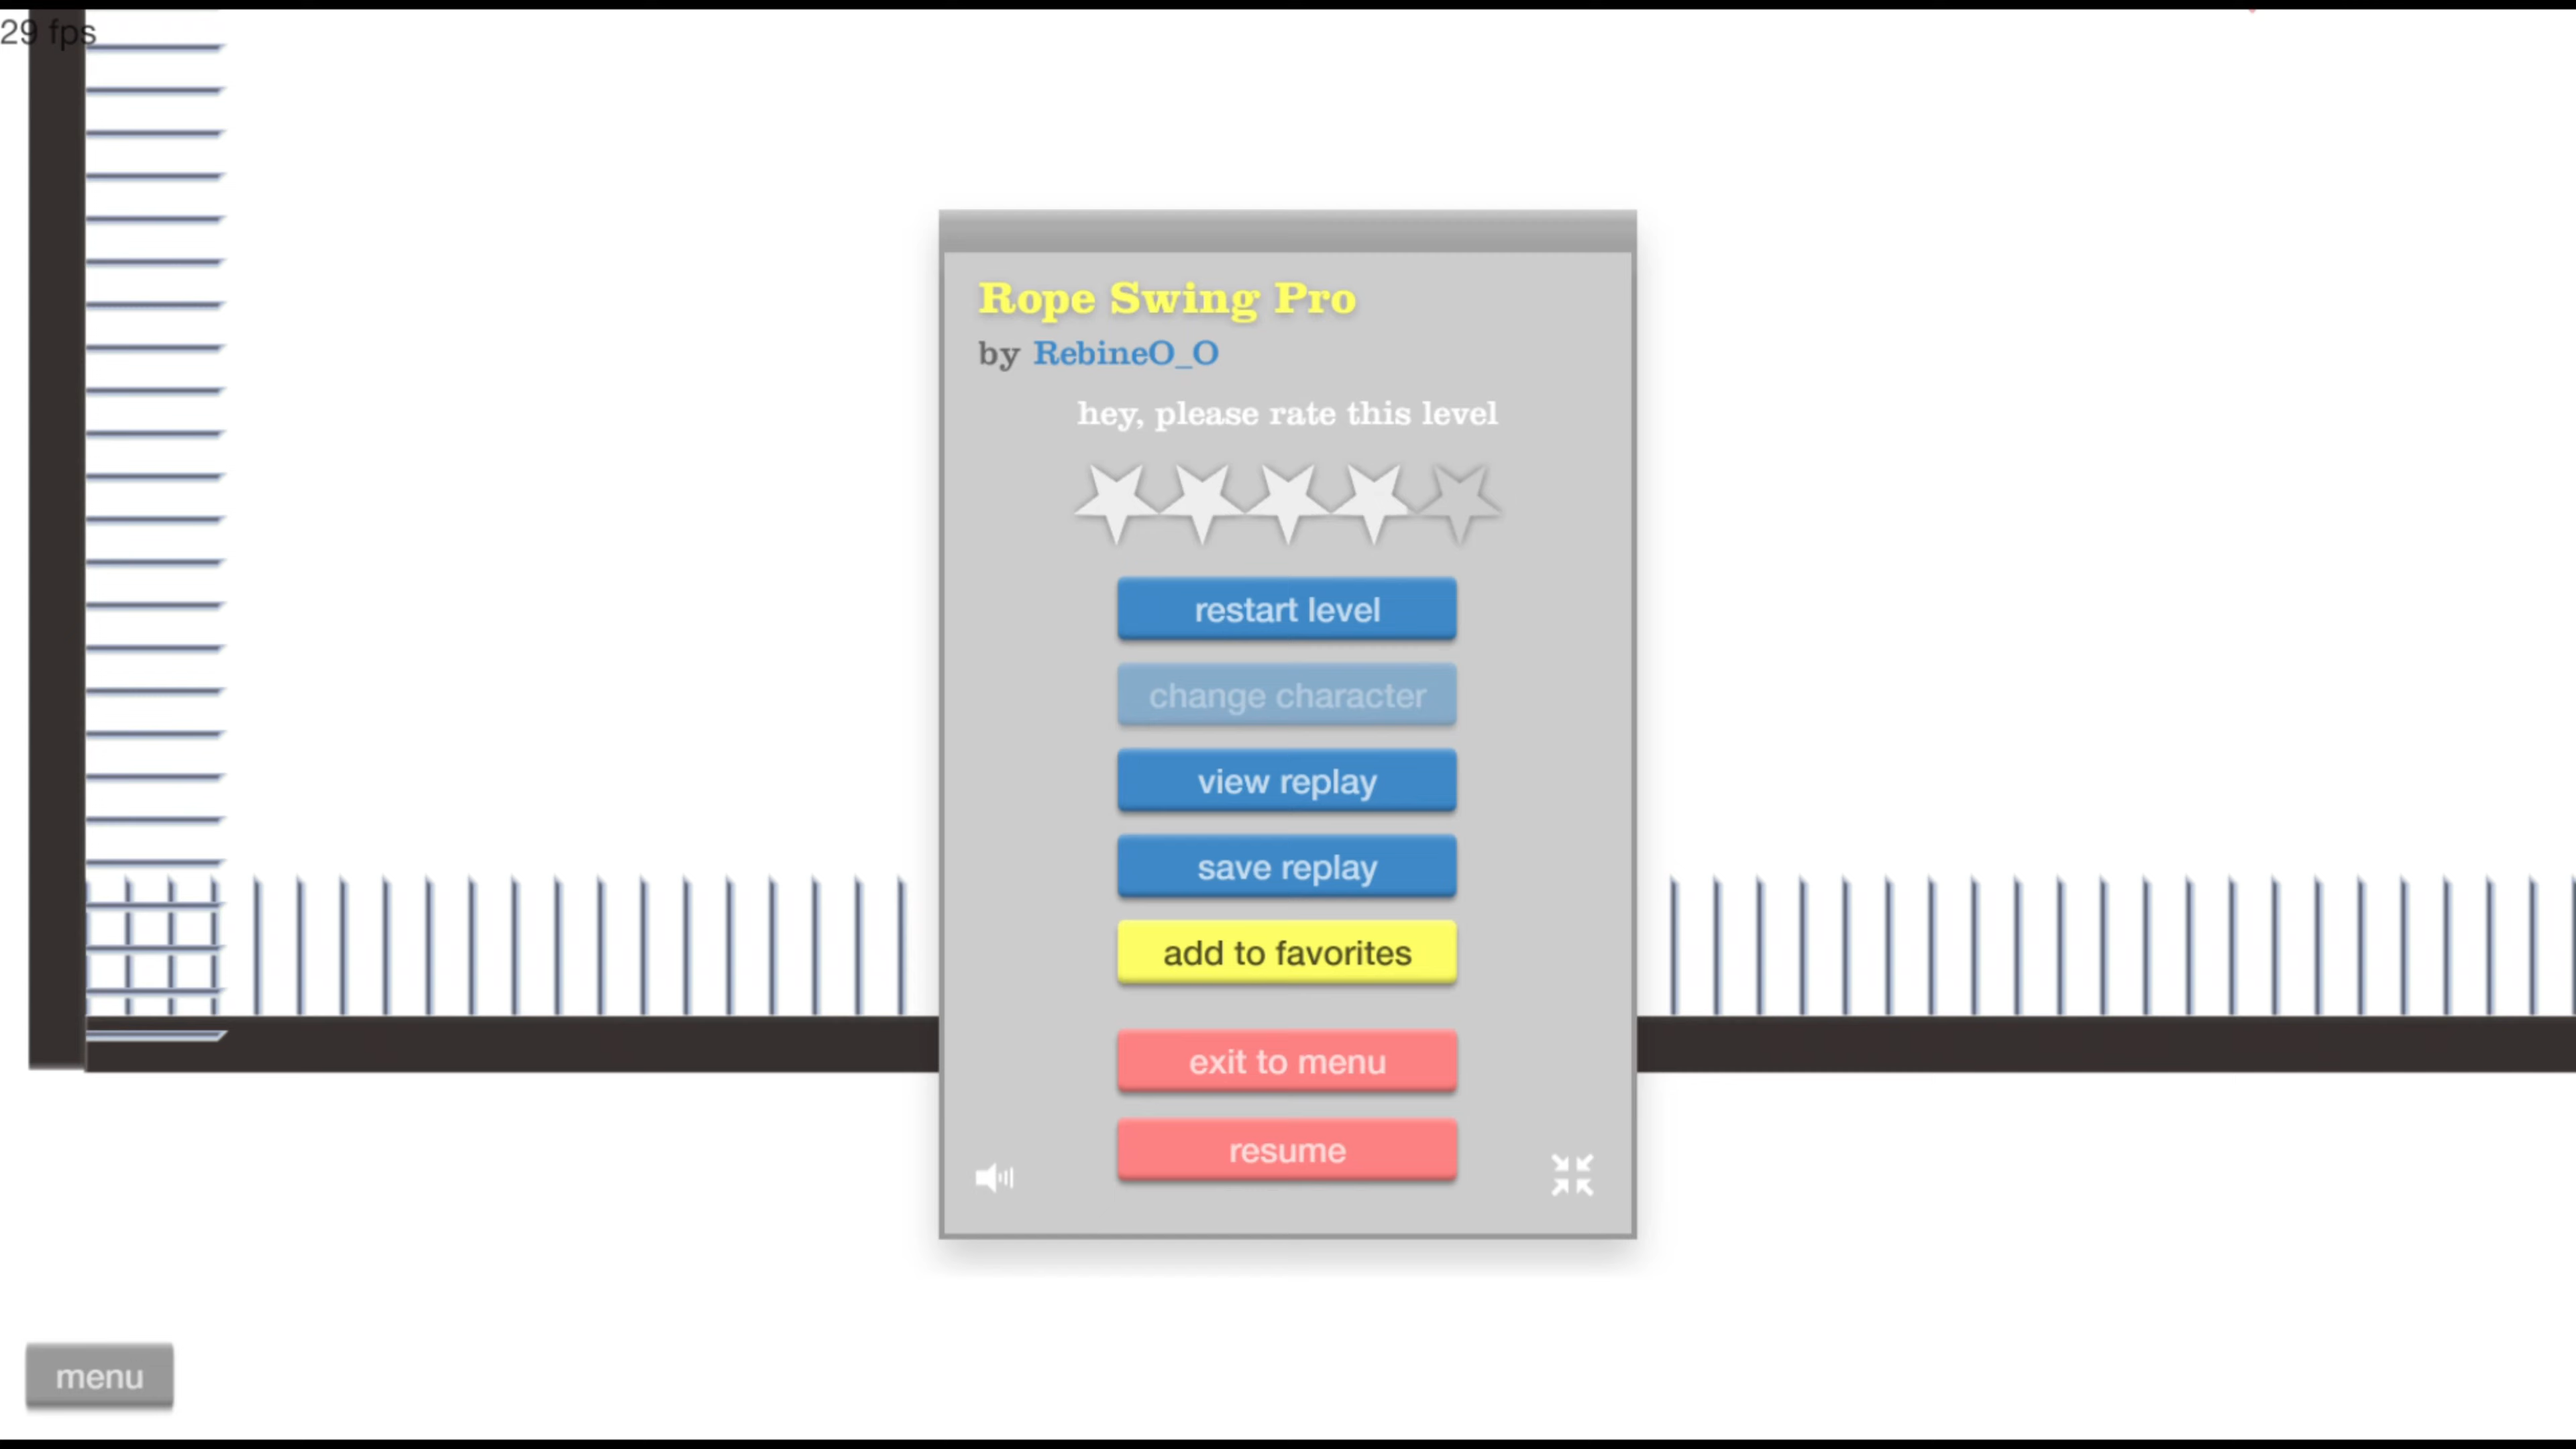 29 fps
Rope Swing Pro
by RebineO_O
hey, please rate this level
restart level
change character
view replay
save replay
add to favorites
exit to menu
resume
menu